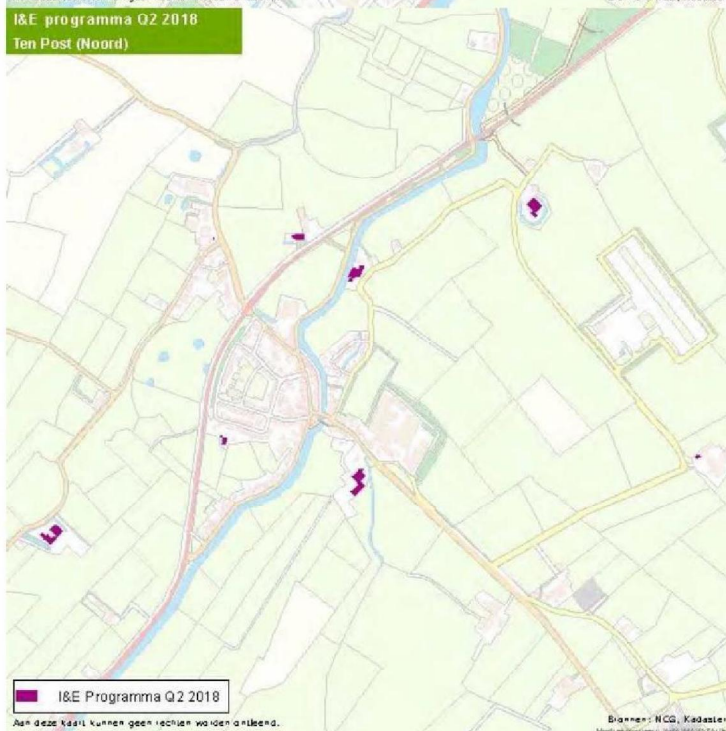 I&E programma Q2 2018
Ten Post (Noord)
I&E Programma Q2 2018
Aan deze kaart kunnen geen rechten worden ontleend.
Bronnen: NCG, Kadaster